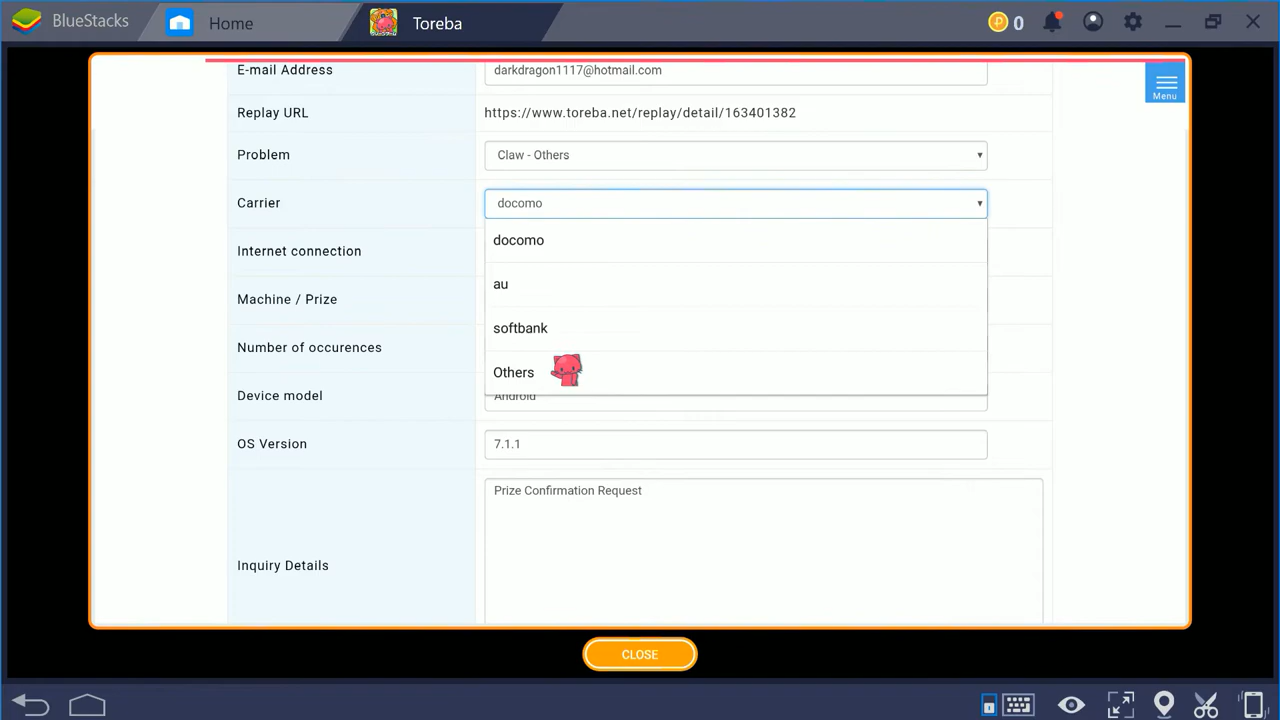 BlueStacks
Home
Toreba
0
E-mail Address
darkdragon1117@hotmail.com
Menu
Replay URL
https://www.toreba.net/replay/detail/163401382
Problem
Claw - Others
Carrier
docomo
docomo
Internet connection
au
Machine / Prize
softbank
Number of occurences
Others
Device model
Android
OS Version
7.1.1
Prize Confirmation Request
Inquiry Details
CLOSE